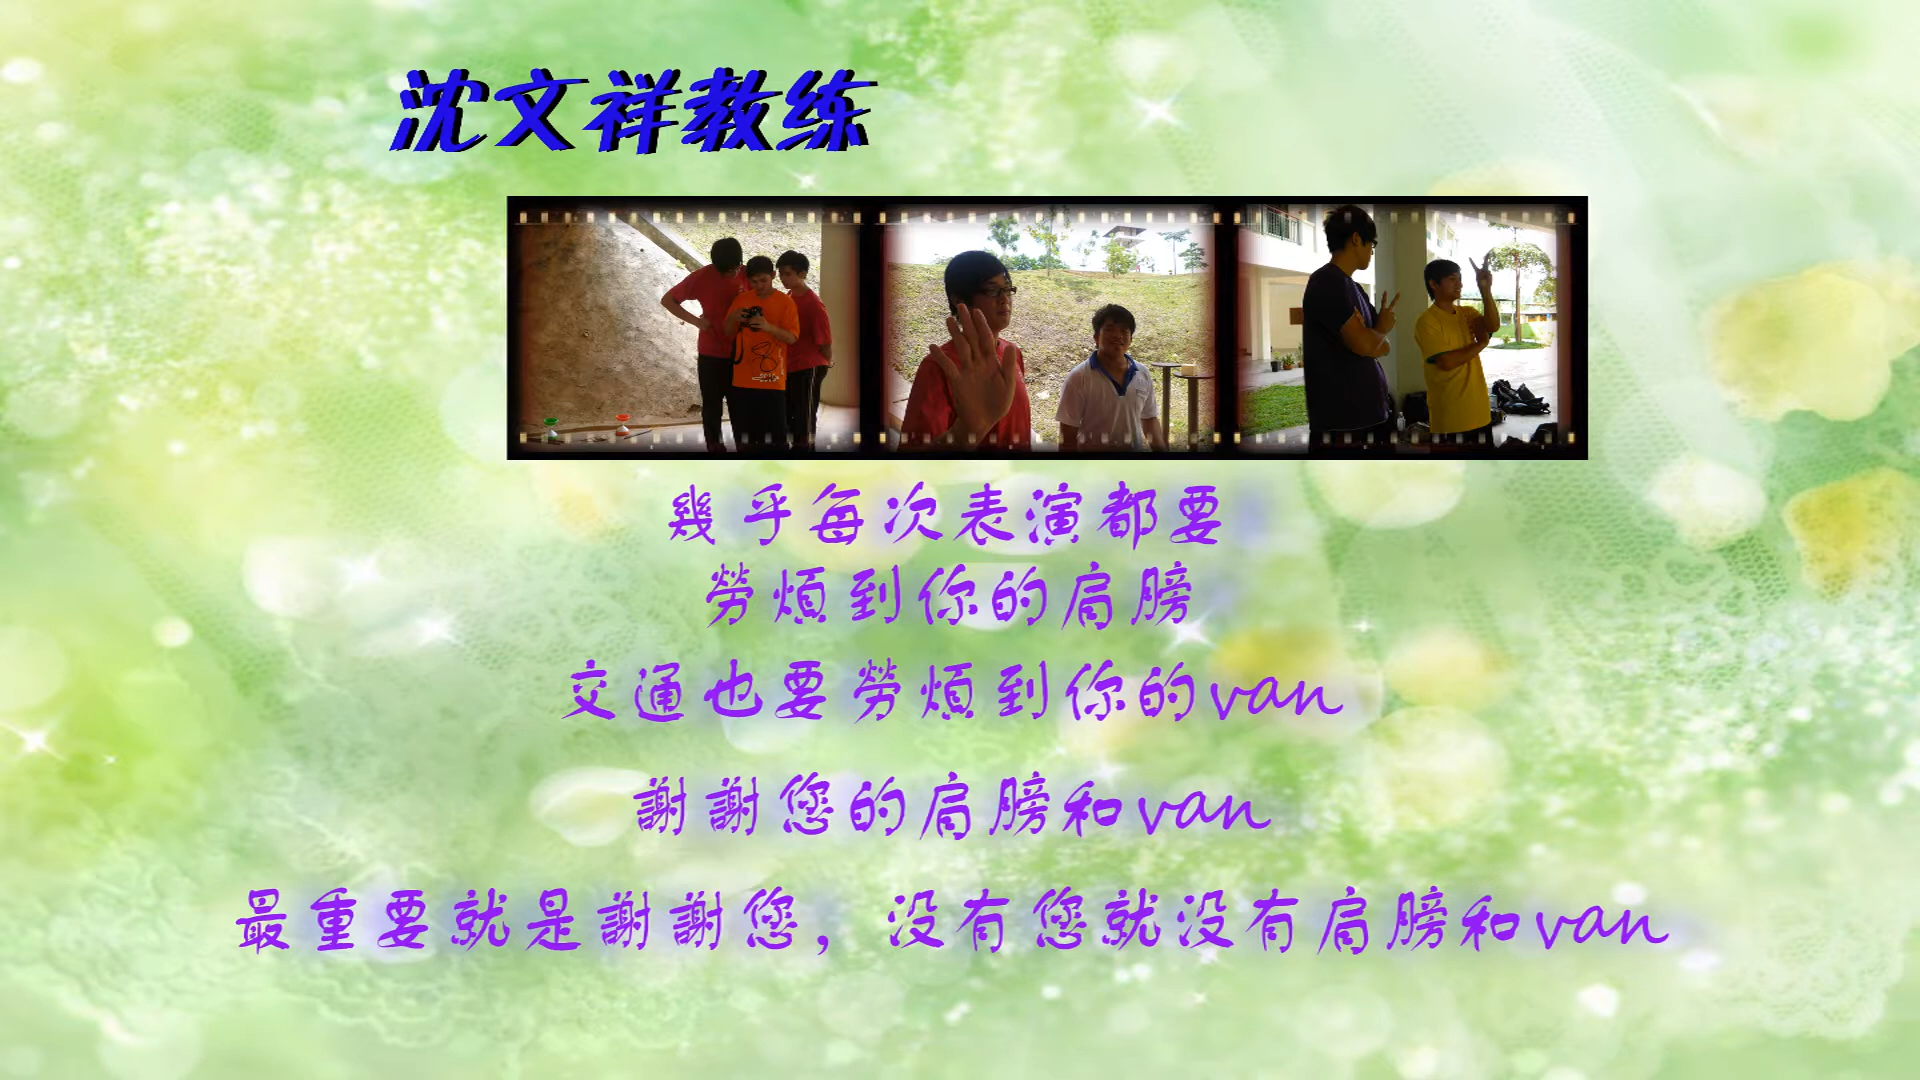 沈文祥教练
幾乎每次表演都要
勞煩到你的肩膀
交通也要勞煩到你的van
謝謝您的肩膀和van
最重要就是謝謝您，没有您就没有肩膀和van